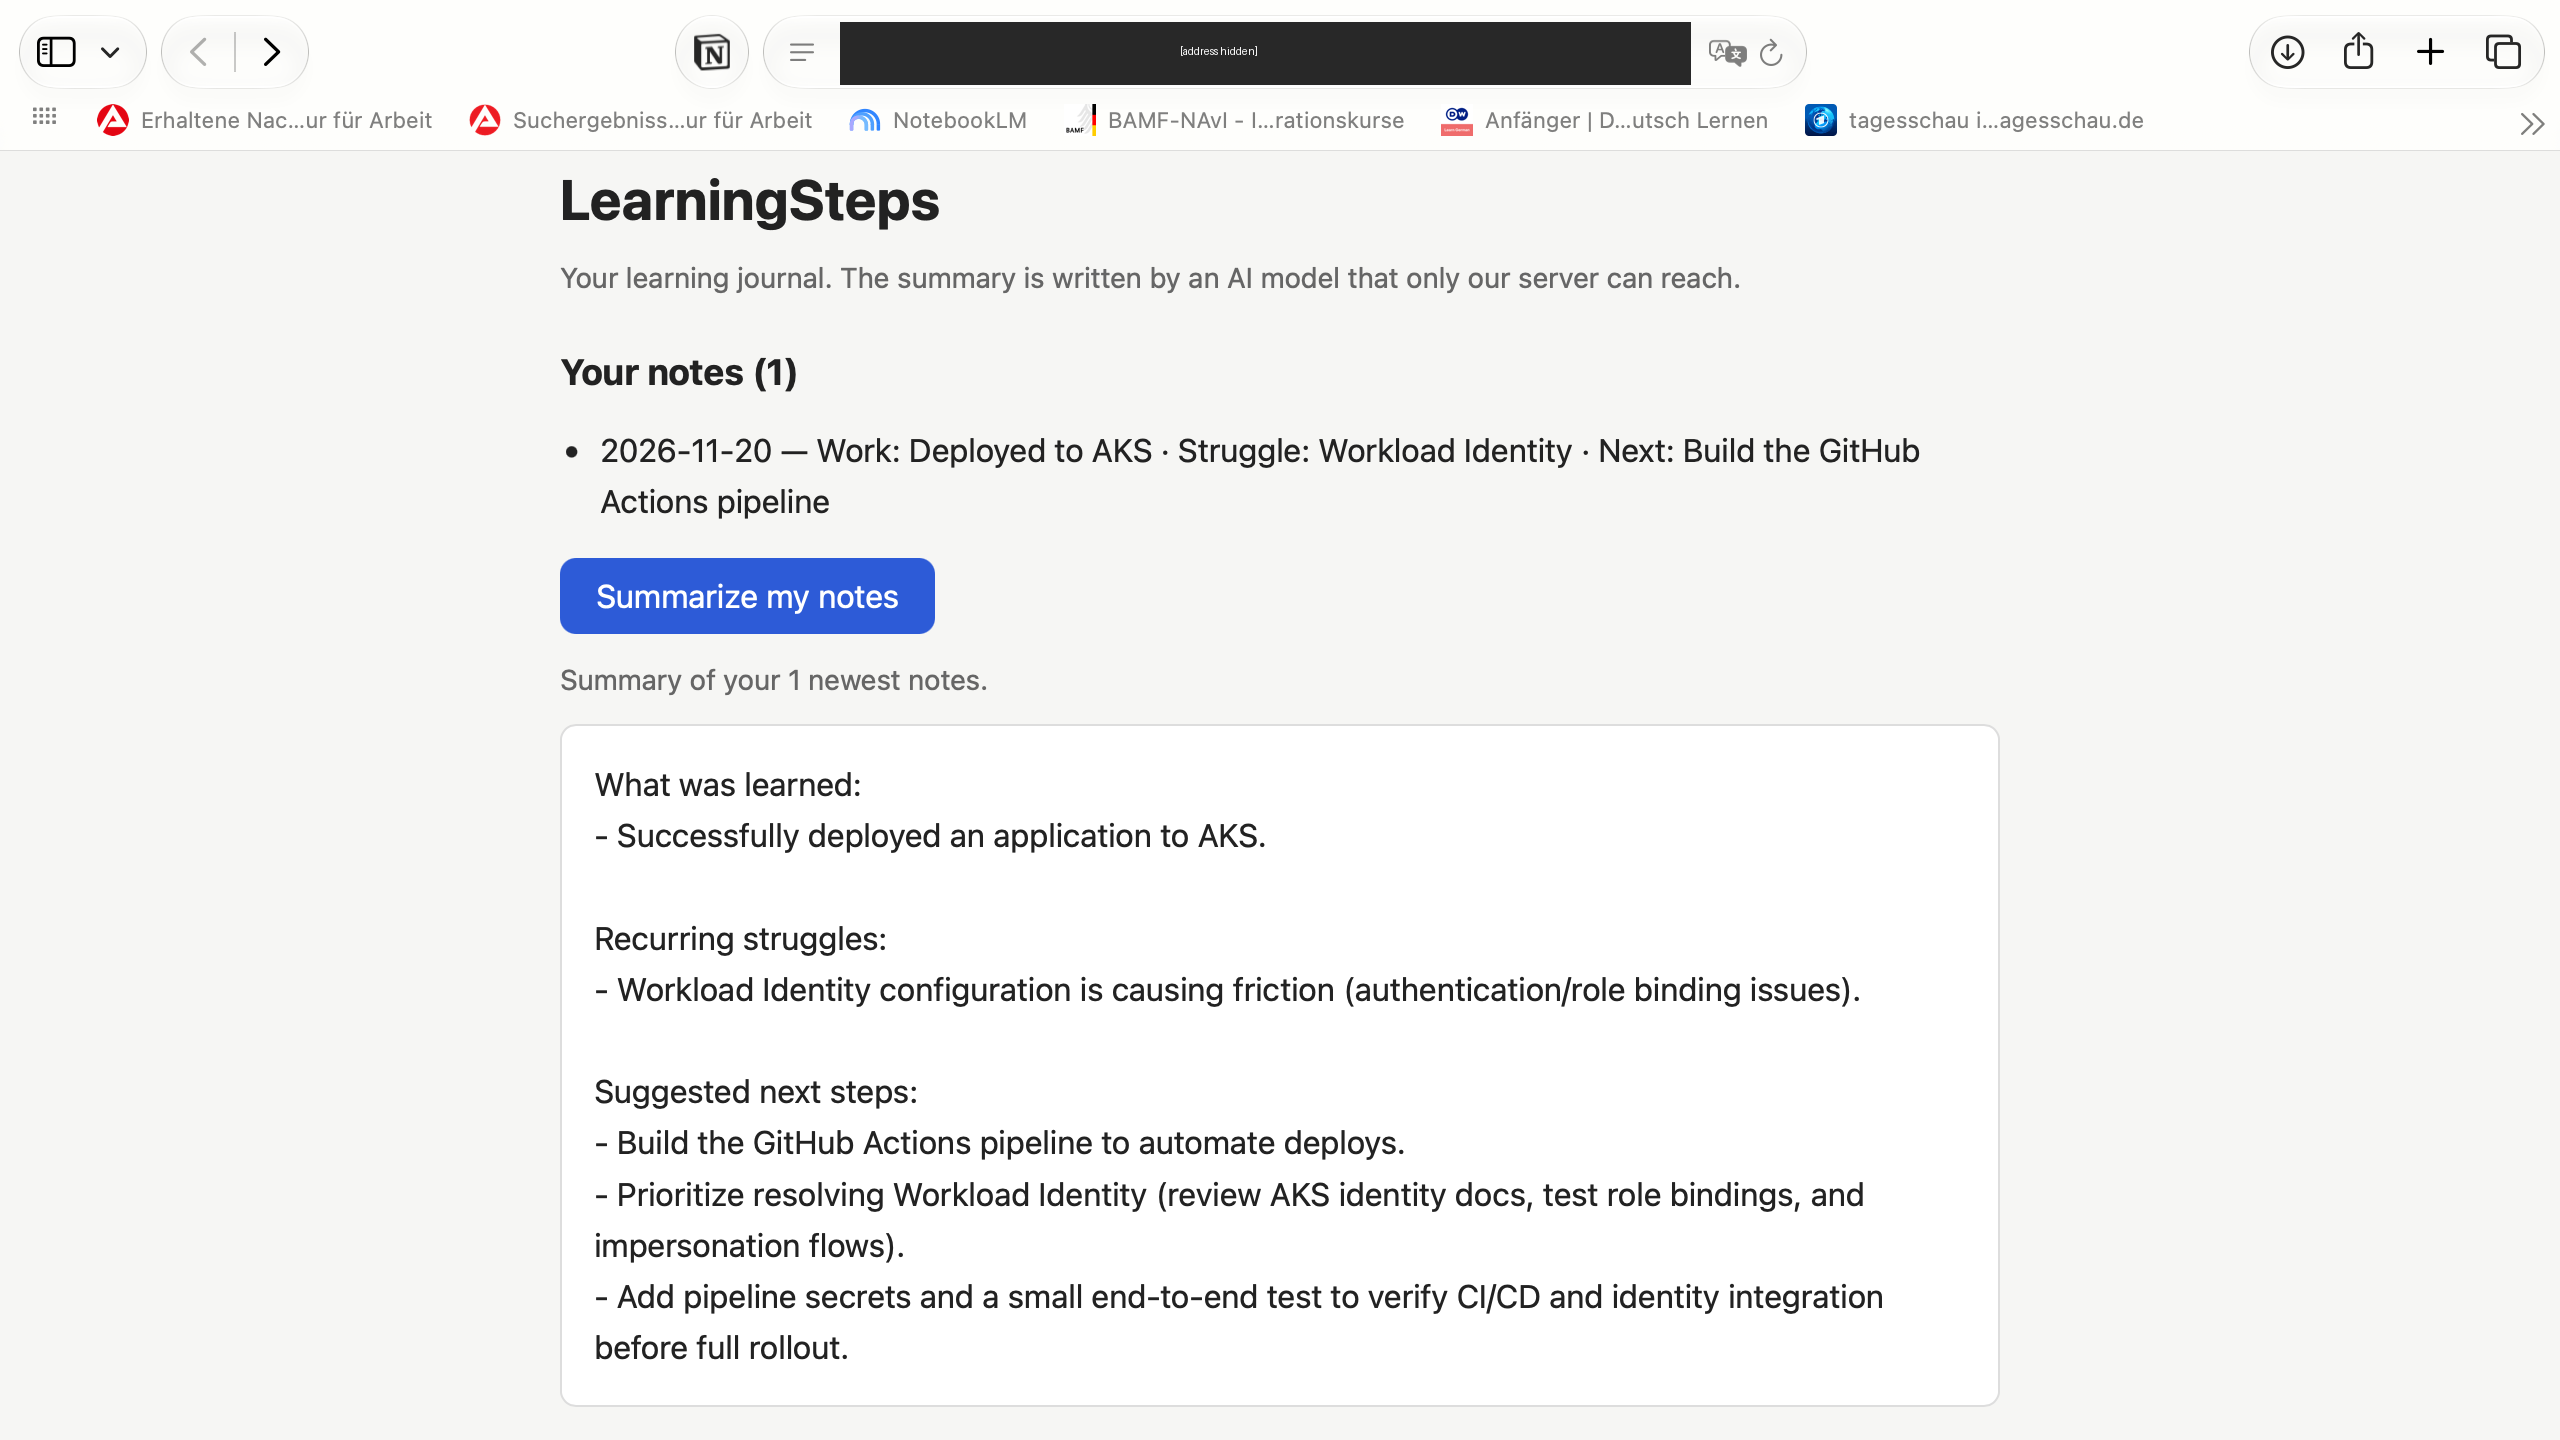 [address hidden]
Erhaltene Nac...ur für Arbeit
Suchergebniss...ur für Arbeit
NotebookLM
BAMF
BAMF-NAvI - I...rationskurse
DW
Anfänger | D...utsch Lernen
tagesschau i...agesschau.de
LearningSteps
Your learning journal. The summary is written by an AI model that only our server can reach.
Your notes (1)
• 2026-11-20 — Work: Deployed to AKS · Struggle: Workload Identity · Next: Build the GitHub
Actions pipeline
Summarize my notes
Summary of your 1 newest notes.
What was learned:
- Successfully deployed an application to AKS.
Recurring struggles:
- Workload Identity configuration is causing friction (authentication/role binding issues).
Suggested next steps:
- Build the GitHub Actions pipeline to automate deploys.
- Prioritize resolving Workload Identity (review AKS identity docs, test role bindings, and
impersonation flows).
- Add pipeline secrets and a small end-to-end test to verify CI/CD and identity integration
before full rollout.